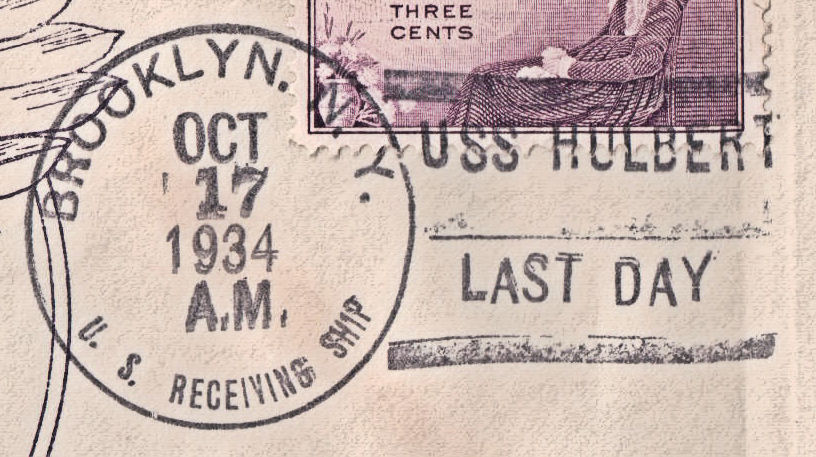 THREE
CENTS
BROOKLYN. N. Y.
OCT
17
1934
A.M.
U. S. RECEIVING SHIP
USS HULBERT
LAST DAY